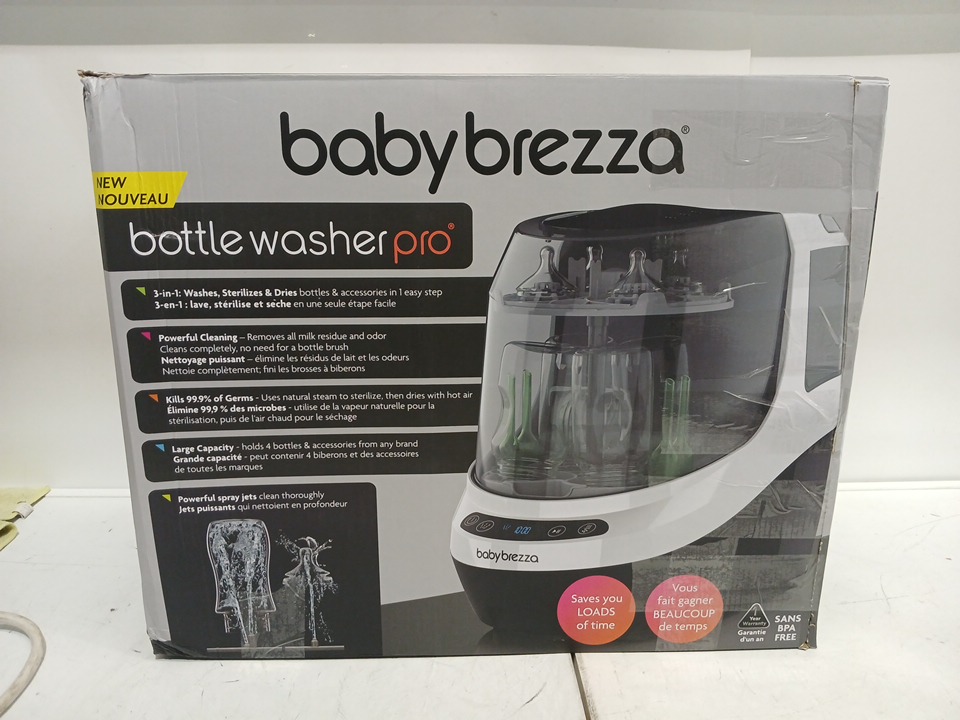 babybrezza®
NEW
NOUVEAU
bottle washer pro®
3-in-1: Washes, Sterilizes & Dries bottles & accessories in 1 easy step
3-en-1 : lave, stérilise et sèche en une seule étape facile
Powerful Cleaning – Removes all milk residue and odor
Cleans completely, no need for a bottle brush
Nettoyage puissant – élimine les résidus de lait et les odeurs
Nettoie complètement; fini les brosses à biberons
Kills 99.9% of Germs - Uses natural steam to sterilize, then dries with hot air
Élimine 99,9 % des microbes - utilise de la vapeur naturelle pour la
stérilisation, puis de l'air chaud pour le séchage
Large Capacity - holds 4 bottles & accessories from any brand
Grande capacité - peut contenir 4 biberons et des accessoires
de toutes les marques
Powerful spray jets clean thoroughly
Jets puissants qui nettoient en profondeur
10:00
babybrezza
Saves you
LOADS
of time
Vous
fait gagner
BEAUCOUP
de temps
1
Year
Warranty
Garantie
d'un an
SANS
BPA
FREE